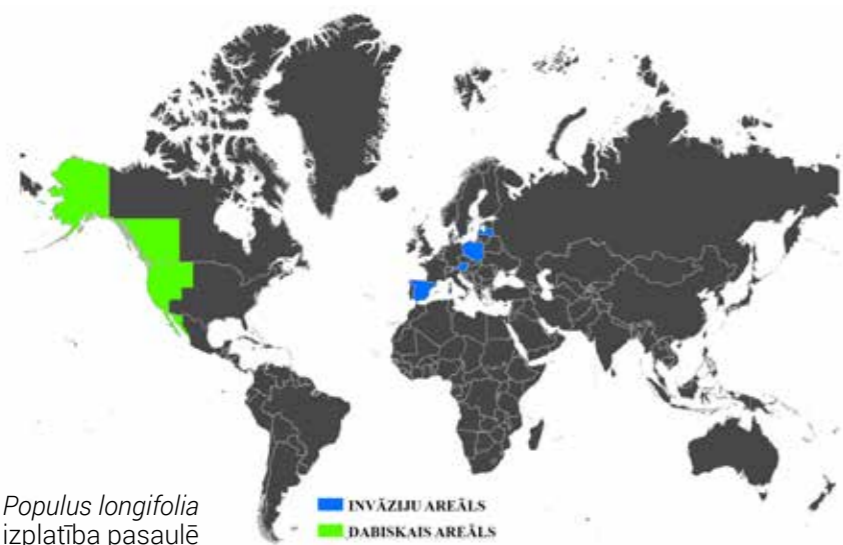 Populus longifolia
izplatība pasaulē
INVĀZIJU AREĀLS
DABISKAIS AREĀLS